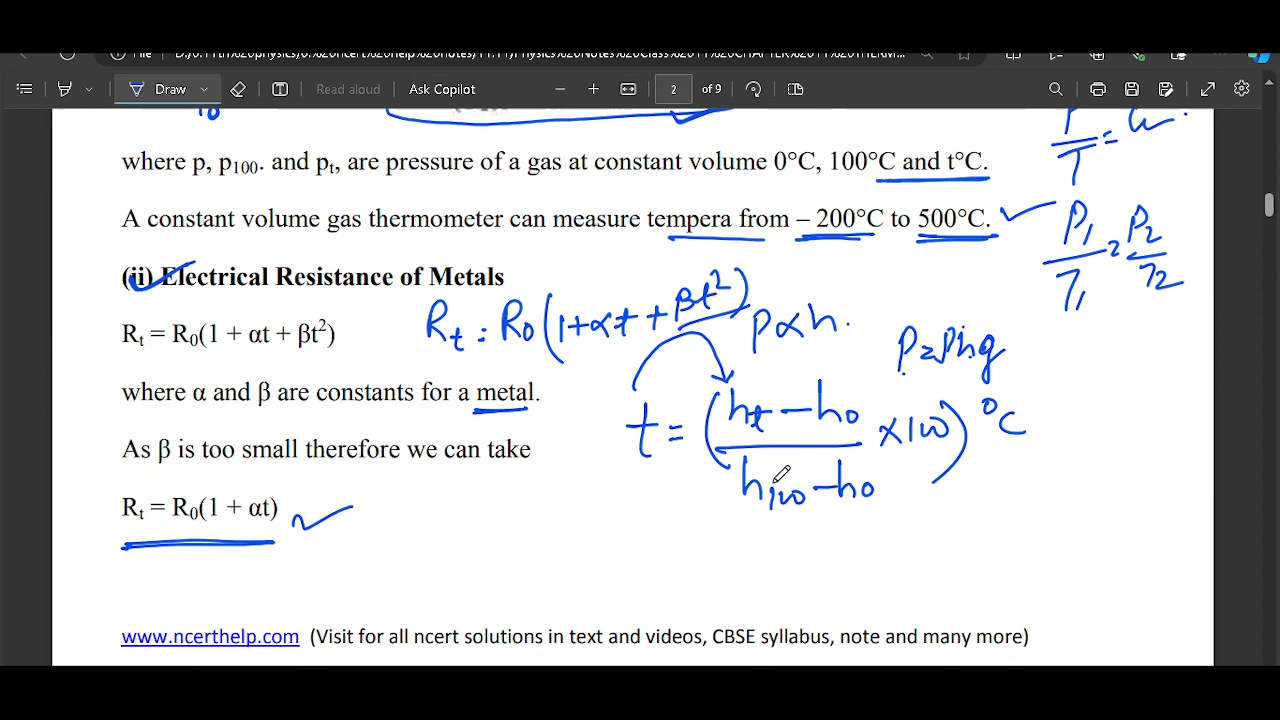 Draw
Read aloud
Ask Copilot
2
of 9
where p, p100. and pt, are pressure of a gas at constant volume 0°C, 100°C and t°C.
P/T =
A constant volume gas thermometer can measure tempera from – 200°C to 500°C.
P1/T1 = P2/T2
(ii) Electrical Resistance of Metals
Rt = R0(1 + αt + βt²)
Rt = R0(1+αt+βt²)
P∝h.
P=ρhg
where α and β are constants for a metal.
t = (ht – h0 / h100 – h0 ×100) °C
As β is too small therefore we can take
Rt = R0(1 + αt)
www.ncerthelp.com (Visit for all ncert solutions in text and videos, CBSE syllabus, note and many more)